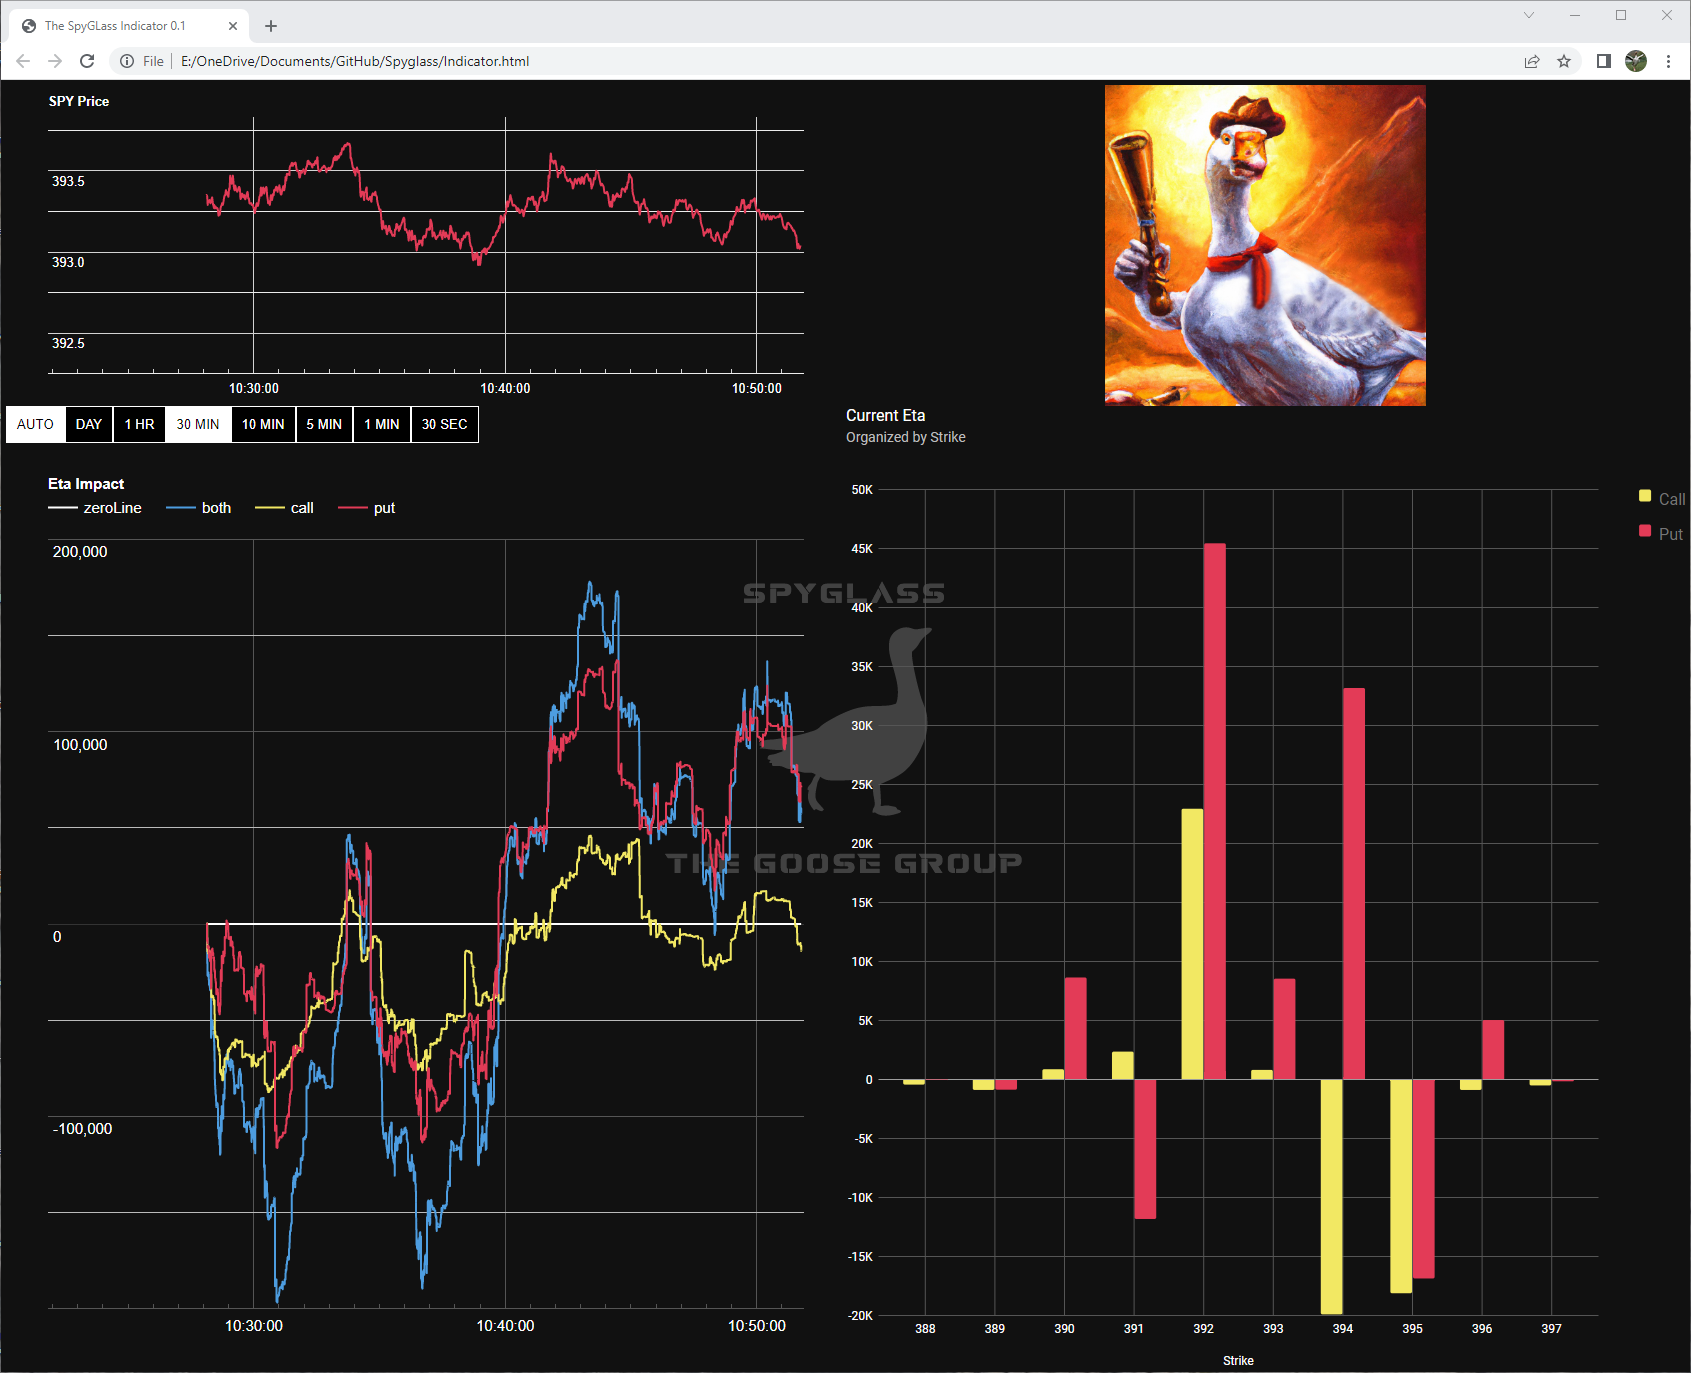 The SpyGLass Indicator 0.1
File
E:/OneDrive/Documents/GitHub/Spyglass/Indicator.html
SPY Price
393.5
393.0
392.5
10:30:00 10:40:00 10:50:00
AUTO DAY 1 HR 30 MIN 10 MIN 5 MIN 1 MIN 30 SEC
Eta Impact
zeroLine both call put
200,000
100,000
0
-100,000
10:30:00 10:40:00 10:50:00
SPYGLASS
THE GOOSE GROUP
Current Eta
Organized by Strike
50K
45K
40K
35K
30K
25K
20K
15K
10K
5K
0
-5K
-10K
-15K
-20K
388 389 390 391 392 393 394 395 396 397
Strike
Call
Put